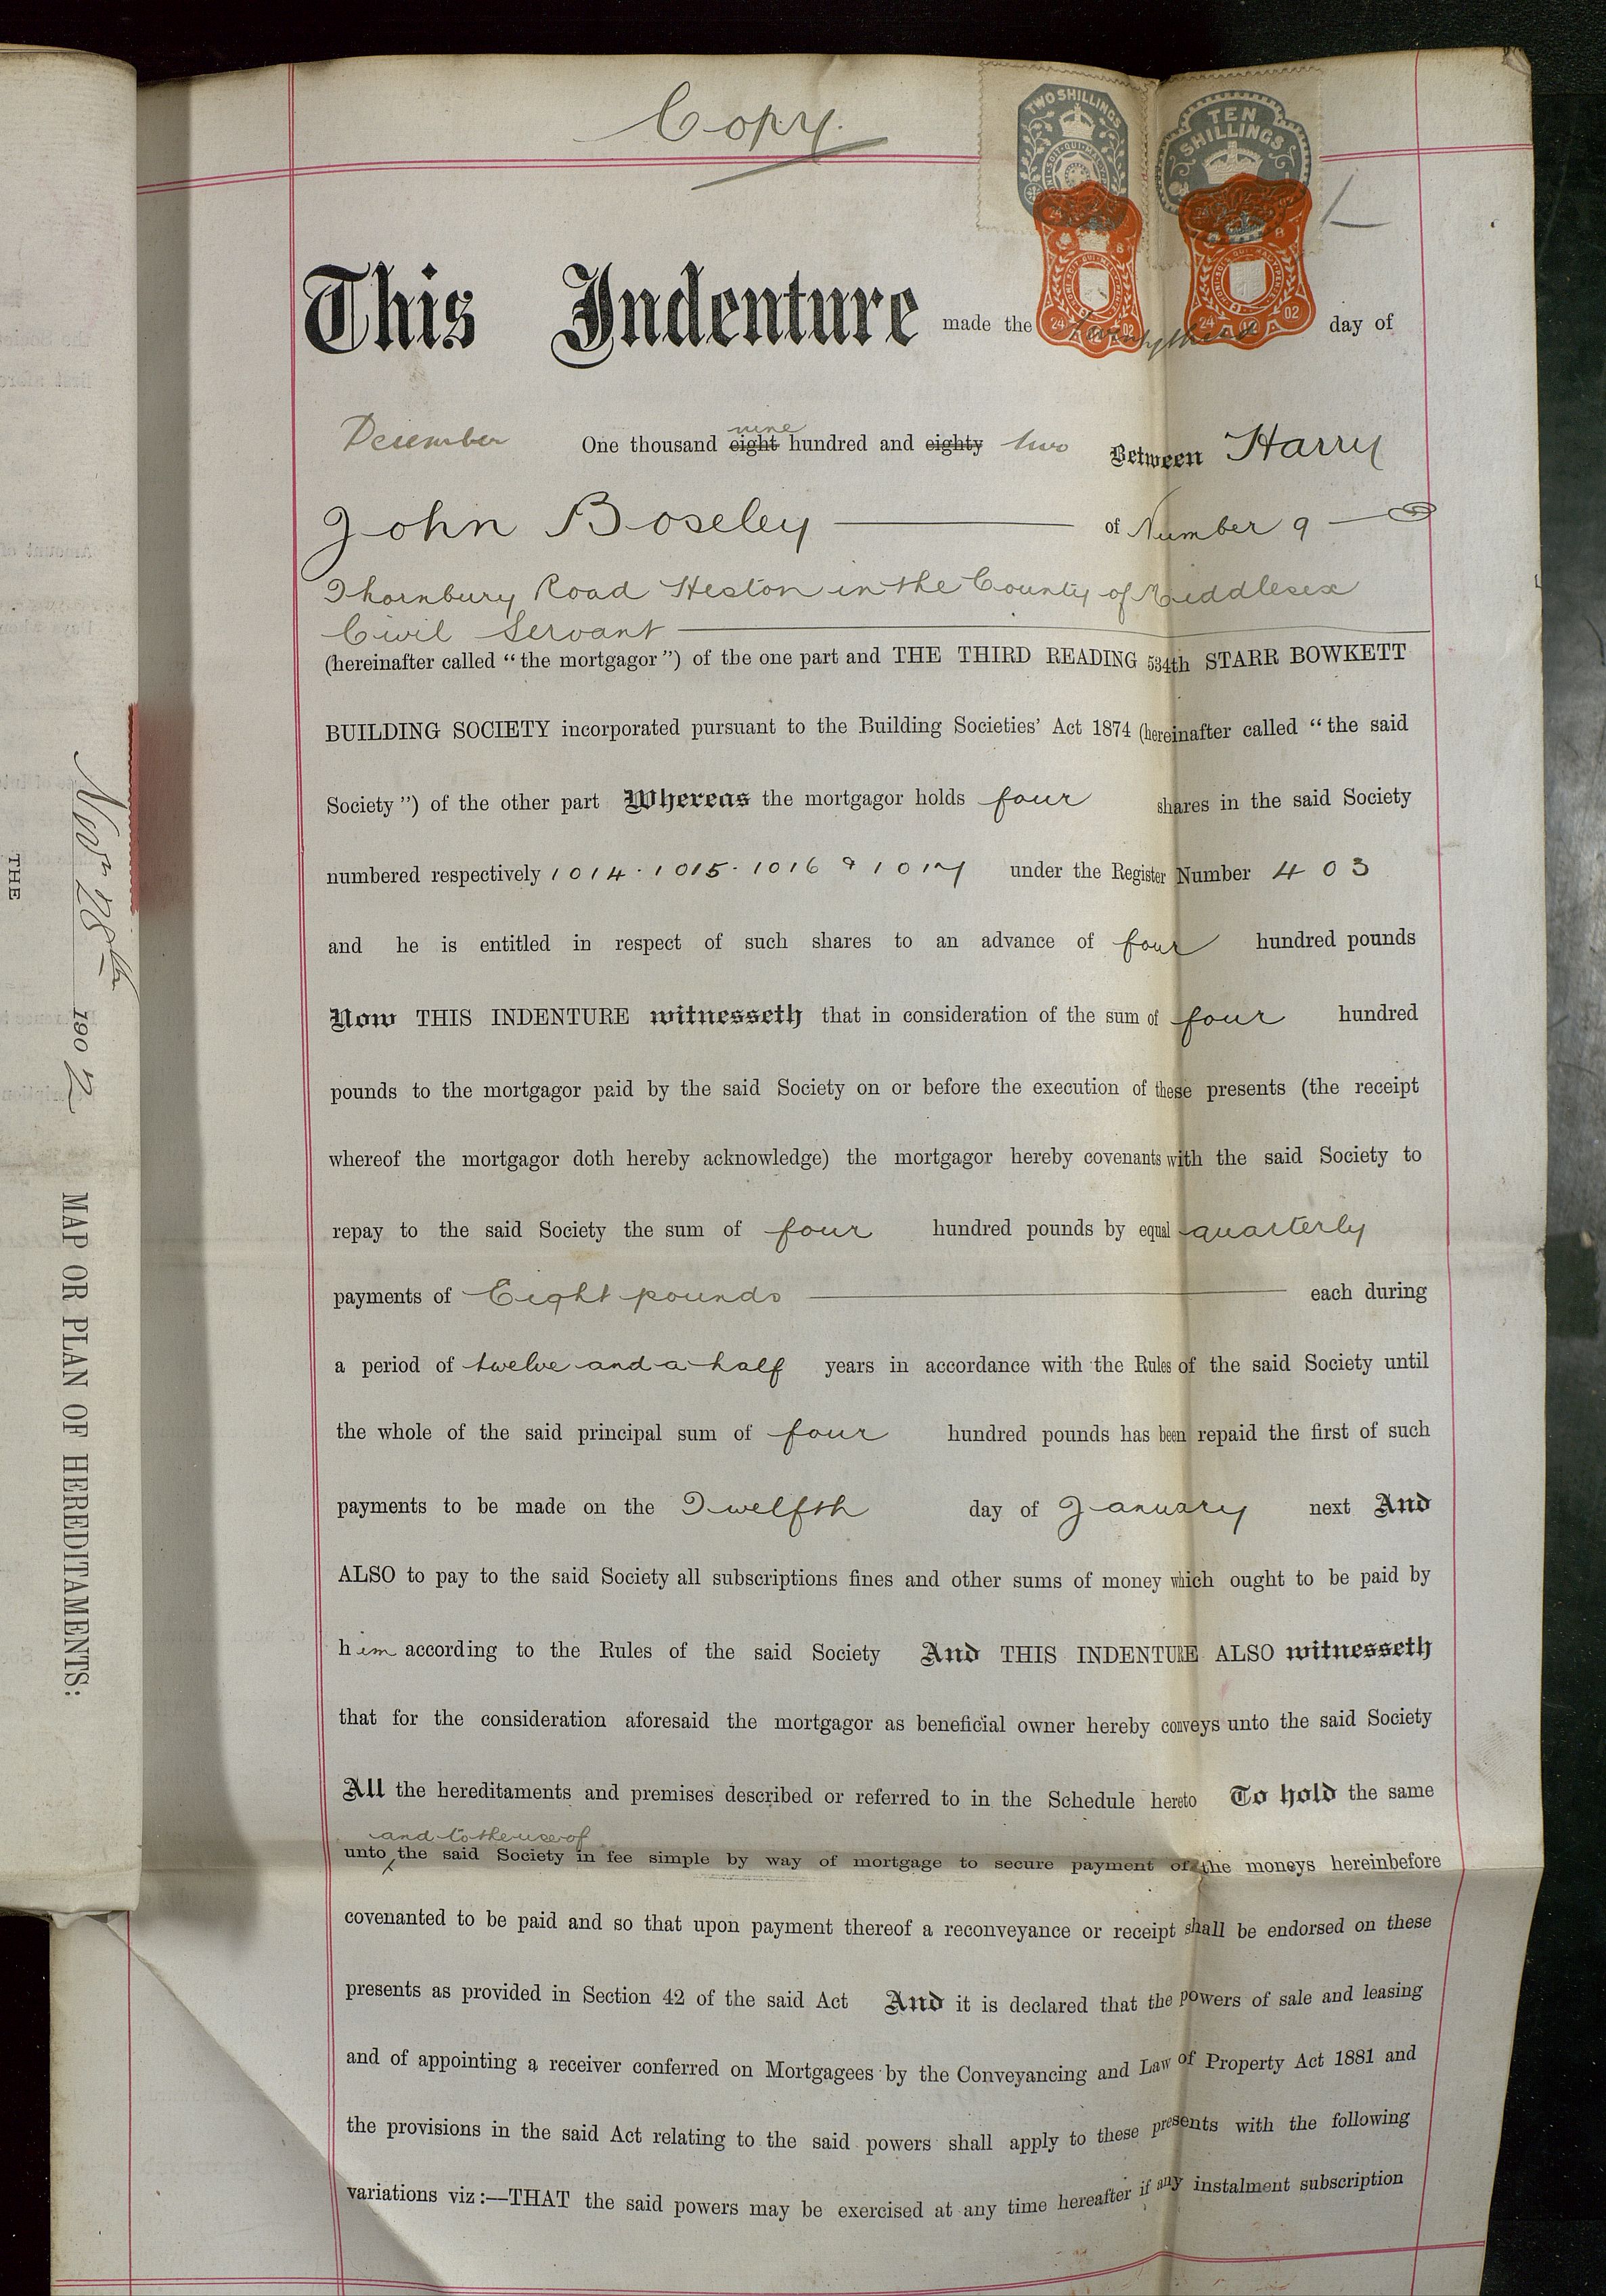 Copy.
TWO SHILLINGS
TEN SHILLINGS
24 02
24 02
This Indenture made the Twentythird day of
December One thousand eight nine hundred and eighty two Between Harry
John Boseley of Number 9
Thornbury Road Heston in the County of Middlesex
Civil Servant
(hereinafter called "the mortgagor") of the one part and THE THIRD READING 534th STARR BOWKETT
BUILDING SOCIETY incorporated pursuant to the Building Societies' Act 1874 (hereinafter called "the said
Society") of the other part Whereas the mortgagor holds four shares in the said Society
numbered respectively 1014 · 1015 · 1016 & 1017 under the Register Number 403
and he is entitled in respect of such shares to an advance of four hundred pounds
Now THIS INDENTURE witnesseth that in consideration of the sum of four hundred
pounds to the mortgagor paid by the said Society on or before the execution of these presents (the receipt
whereof the mortgagor doth hereby acknowledge) the mortgagor hereby covenants with the said Society to
repay to the said Society the sum of four hundred pounds by equal quarterly
payments of Eight pounds each during
a period of twelve and a half years in accordance with the Rules of the said Society until
the whole of the said principal sum of four hundred pounds has been repaid the first of such
payments to be made on the Twelfth day of January next And
ALSO to pay to the said Society all subscriptions fines and other sums of money which ought to be paid by
him according to the Rules of the said Society And THIS INDENTURE ALSO witnesseth
that for the consideration aforesaid the mortgagor as beneficial owner hereby conveys unto the said Society
All the hereditaments and premises described or referred to in the Schedule hereto To hold the same
and to the use of
unto the said Society in fee simple by way of mortgage to secure payment of the moneys hereinbefore
covenanted to be paid and so that upon payment thereof a reconveyance or receipt shall be endorsed on these
presents as provided in Section 42 of the said Act And it is declared that the powers of sale and leasing
and of appointing a receiver conferred on Mortgagees by the Conveyancing and Law of Property Act 1881 and
the provisions in the said Act relating to the said powers shall apply to these presents with the following
variations viz:—THAT the said powers may be exercised at any time hereafter if any instalment subscription
Novr 28th 1902
THE
MAP OR PLAN OF HEREDITAMENTS: